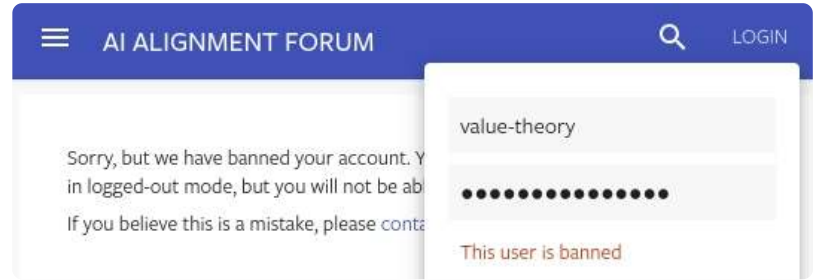 AI ALIGNMENT FORUM
LOGIN
Sorry, but we have banned your account. Y
in logged-out mode, but you will not be
If you believe this is a mistake, please
value-theory
•••••••••••••••
This user is banned